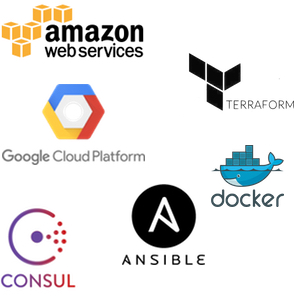 amazon
web services
TERRAFORM
Google Cloud Platform
docker
ANSIBLE
CONSUL